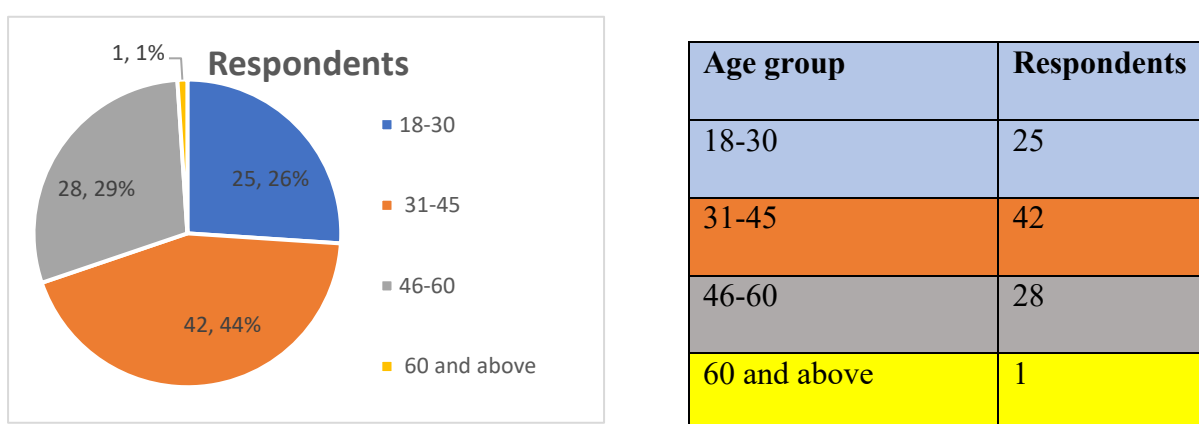 1, 1%
Respondents
18-30
25, 26%
28, 29%
31-45
46-60
42, 44%
60 and above
Age group Respondents
18-30 25
31-45 42
46-60 28
60 and above 1